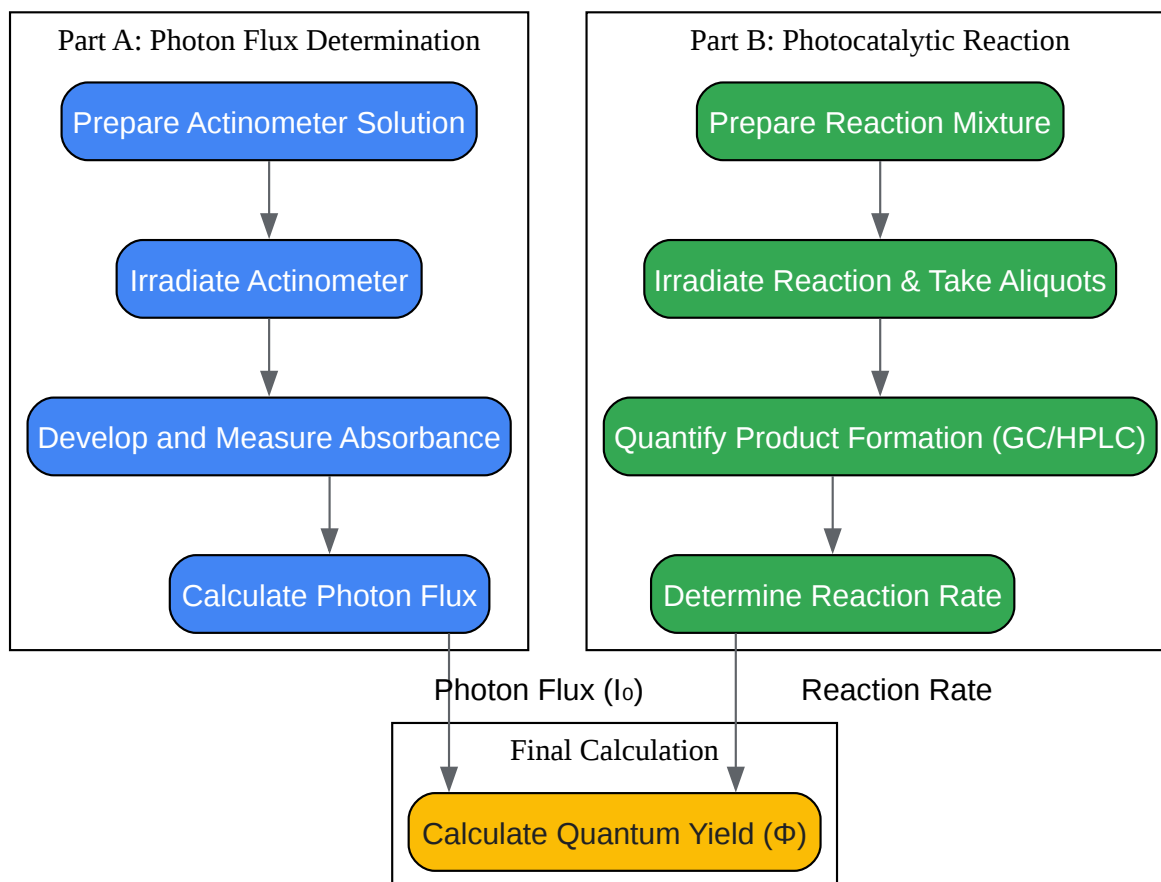 Part A: Photon Flux Determination
Prepare Actinometer Solution
Irradiate Actinometer
Develop and Measure Absorbance
Calculate Photon Flux
Part B: Photocatalytic Reaction
Prepare Reaction Mixture
Irradiate Reaction & Take Aliquots
Quantify Product Formation (GC/HPLC)
Determine Reaction Rate
Photon Flux (I₀)
Reaction Rate
Final Calculation
Calculate Quantum Yield (Φ)